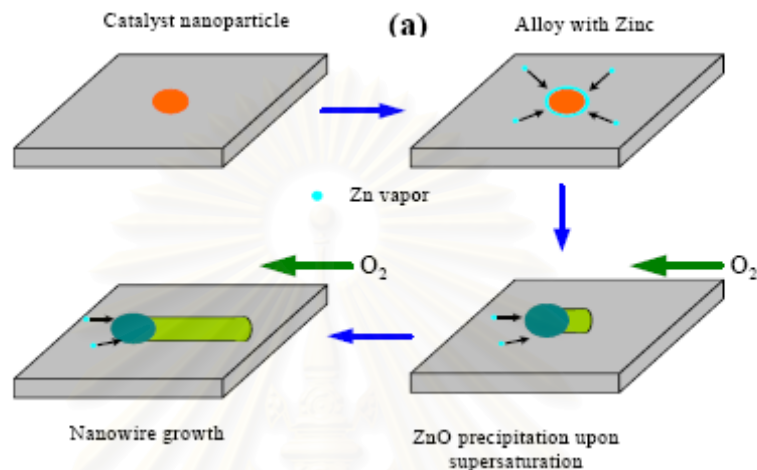 Catalyst nanoparticle
(a)
Alloy with Zinc
Zn vapor
O2
O2
Nanowire growth
ZnO precipitation upon
supersaturation